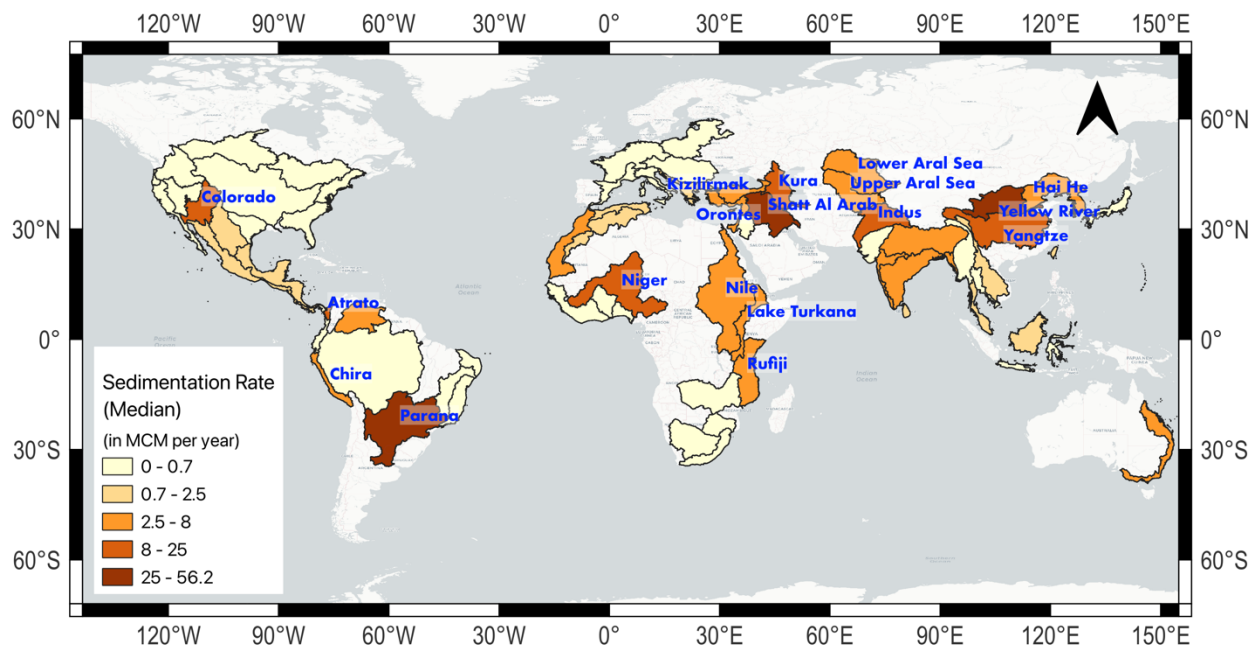 120°W 90°W 60°W 30°W 0° 30°E 60°E 90°E 120°E 150°E
60°N 60°N
Lower Aral Sea
Kizilirmak Kura Upper Aral Sea Hai He
Colorado Shatt Al Arab Indus Yellow River
Orontes
30°N 30°N
Yangtze
Niger Nile
Atrato Lake Turkana
0° 0°
Chira Rufiji
Parana
30°S 30°S
60°S 60°S
Sedimentation Rate
(Median)
(in MCM per year)
0 - 0.7
0.7 - 2.5
2.5 - 8
8 - 25
25 - 56.2
120°W 90°W 60°W 30°W 0° 30°E 60°E 90°E 120°E 150°E